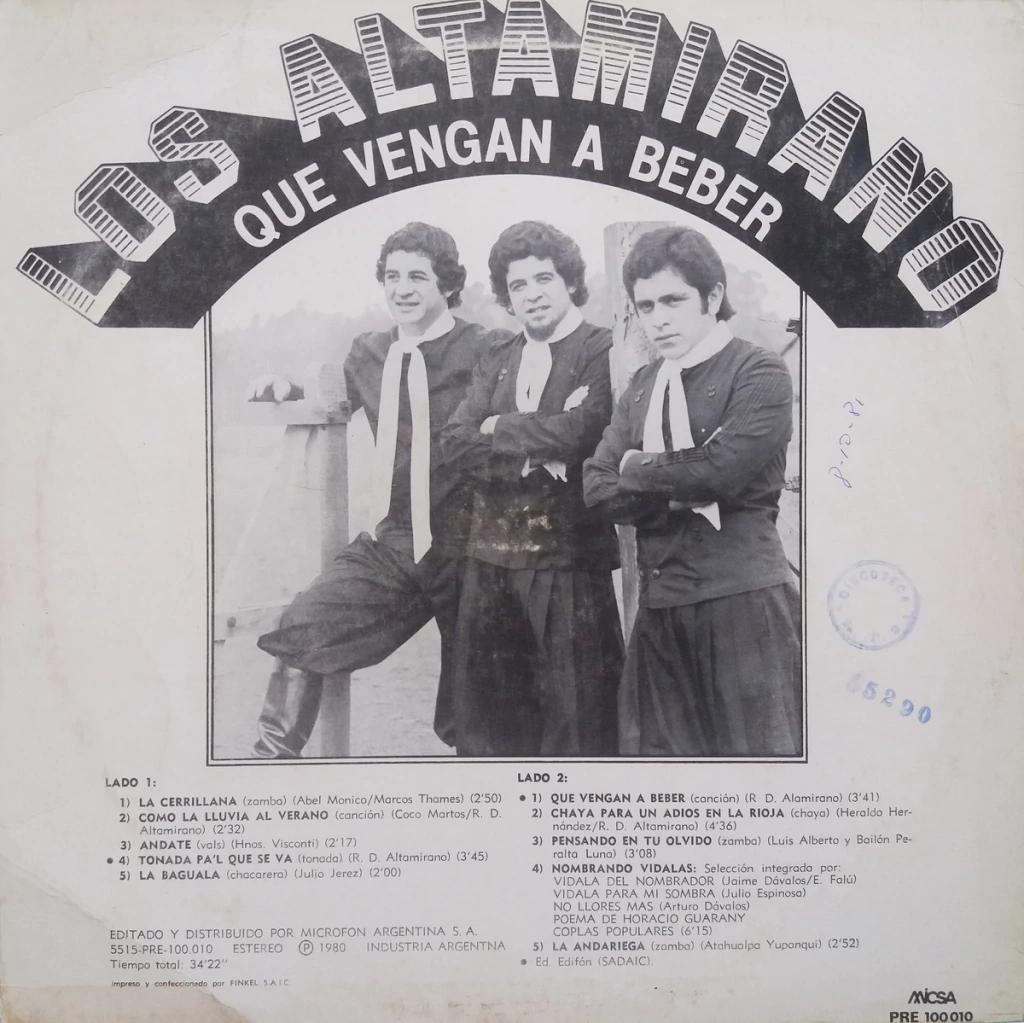 LOS ALTAMIRANO
QUE VENGAN A BEBER
8-10-81
DISCOTECA
5290
LADO 1:
1) LA CERRILLANA (zamba) (Abel Monico/Marcos Thames) (2'50)
2) COMO LA LLUVIA AL VERANO (canción) (Coco Martos/R. D.
Altamirano) (2'32)
3) ANDATE (vals) (Hnos. Visconti) (2'17)
• 4) TONADA PA'L QUE SE VA (tonada) (R. D. Altamirano) (3'45)
5) LA BAGUALA (chacarera) (Julio Jerez) (2'00)
EDITADO Y DISTRIBUIDO POR MICROFON ARGENTINA S. A.
5515-PRE-100.010 ESTEREO Ⓟ 1980 INDUSTRIA ARGENTNA
Tiempo total: 34'22"
Impreso y confeccionado por FINKEL S.A.I.C.
LADO 2:
• 1) QUE VENGAN A BEBER (canción) (R D. Alamirano) (3'41)
2) CHAYA PARA UN ADIOS EN LA RIOJA (chaya) (Heraldo Her-
nández/R. D. Altamirano) (4'36)
3) PENSANDO EN TU OLVIDO (zamba) (Luis Alberto y Bailón Pe-
ralta Luna) (3'08)
4) NOMBRANDO VIDALAS: Selección integrada por:
VIDALA DEL NOMBRADOR (Jaime Dávalos/E. Falú)
VIDALA PARA MI SOMBRA (Julio Espinosa)
NO LLORES MAS (Arturo Dávalos)
POEMA DE HORACIO GUARANY
COPLAS POPULARES (6'15)
5) LA ANDARIEGA (zamba) (Atahualpa Yupanqui) (2'52)
• Ed. Edifón (SADAIC).
MICSA
PRE 100010